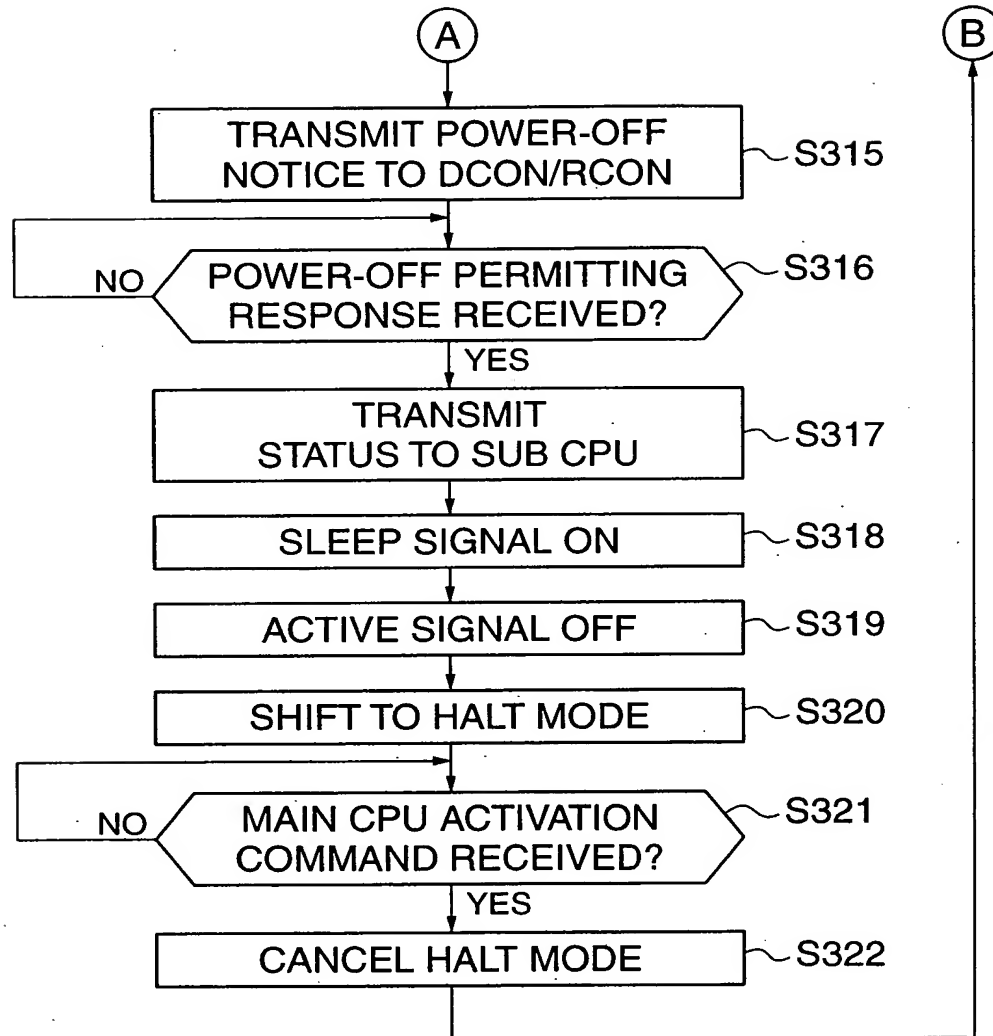 A
B
TRANSMIT POWER-OFF
NOTICE TO DCON/RCON
S315
NO
POWER-OFF PERMITTING
RESPONSE RECEIVED?
S316
YES
TRANSMIT
STATUS TO SUB CPU
S317
SLEEP SIGNAL ON
S318
ACTIVE SIGNAL OFF
S319
SHIFT TO HALT MODE
S320
NO
MAIN CPU ACTIVATION
COMMAND RECEIVED?
S321
YES
CANCEL HALT MODE
S322